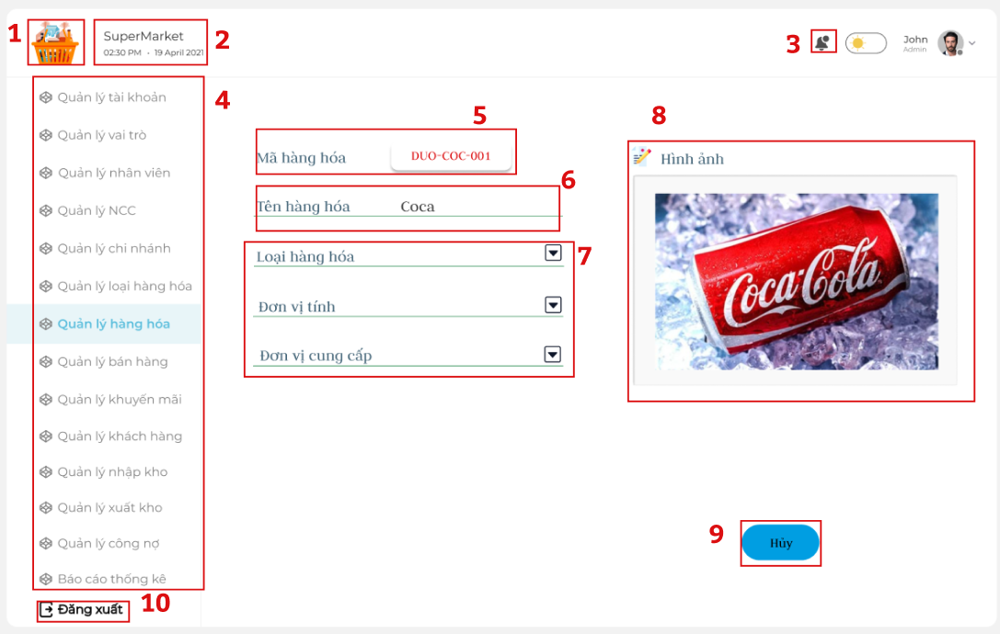 1
SuperMarket
02:30 PM • 19 April 2021
2
3
John
Admin
4
Quản lý tài khoản
Quản lý vai trò
Quản lý nhân viên
Quản lý NCC
Quản lý chi nhánh
Quản lý loại hàng hóa
Quản lý hàng hóa
Quản lý bán hàng
Quản lý khuyến mãi
Quản lý khách hàng
Quản lý nhập kho
Quản lý xuất kho
Quản lý công nợ
Báo cáo thống kê
Đăng xuất
10
5
Mã hàng hóa
DUO-COC-001
6
Tên hàng hóa
Coca
7
Loại hàng hóa
Đơn vị tính
Đơn vị cung cấp
8
Hình ảnh
Coca-Cola
9
Hủy